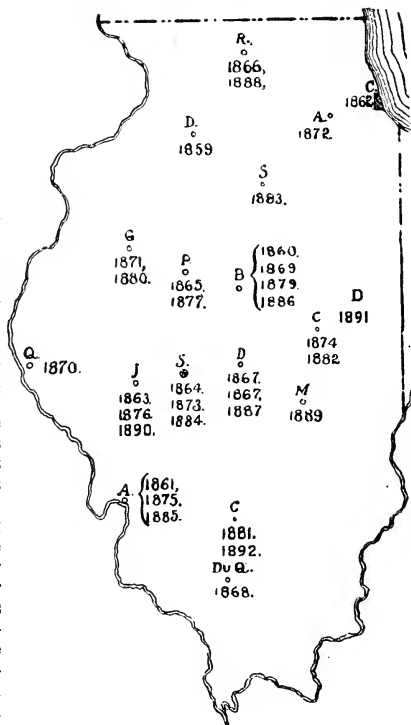 R.
1866,
1888,
C.
1862
A.
1872
D.
1859
S
1883.
G
1871,
1880.
P
1865.
1877.
B
1860.
1869
1879.
1886
D
1891
C
1874
1882
Q.
1870.
J
1863.
1876.
1890.
S.
1864.
1873.
1884.
D
1867.
1867,
1887
M
1889
A.
1861,
1875.
1885.
C
1881.
1892.
Du Q.
1868.